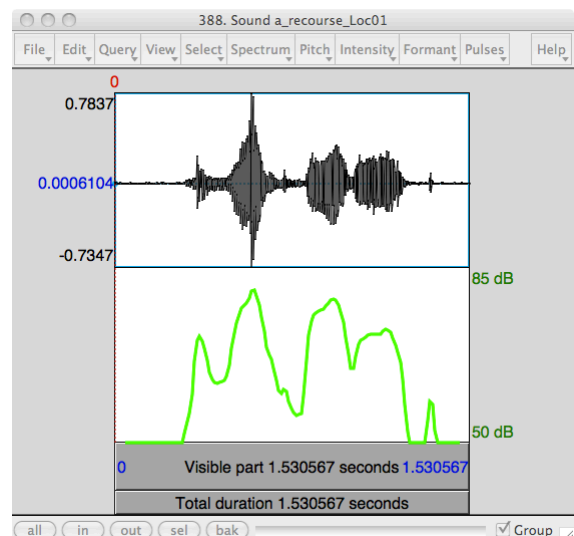 388. Sound a_recourse_Loc01
File Edit Query View Select Spectrum Pitch Intensity Formant Pulses Help
0
0.7837
0.0006104
-0.7347
85 dB
50 dB
0 Visible part 1.530567 seconds 1.530567
Total duration 1.530567 seconds
all in out sel bak Group